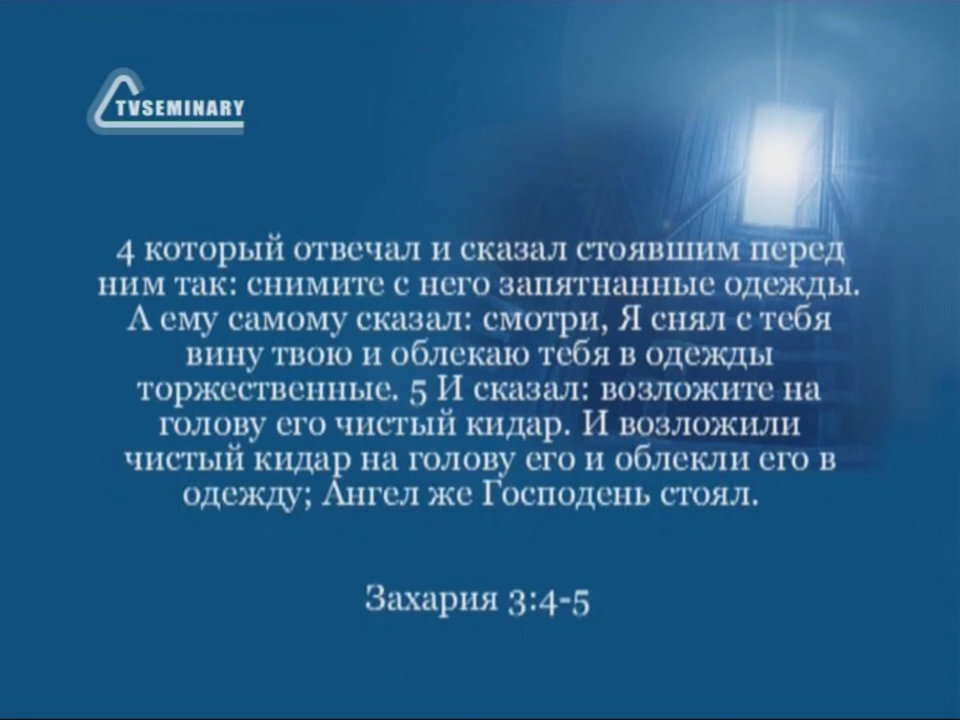 TVSEMINARY
4 который отвечал и сказал стоявшим перед
ним так: снимите с него запятнанные одежды.
А ему самому сказал: смотри, Я снял с тебя
вину твою и облекаю тебя в одежды
торжественные. 5 И сказал: возложите на
голову его чистый кидар. И возложили
чистый кидар на голову его и облекли его в
одежду; Ангел же Господень стоял.
Захария 3:4-5